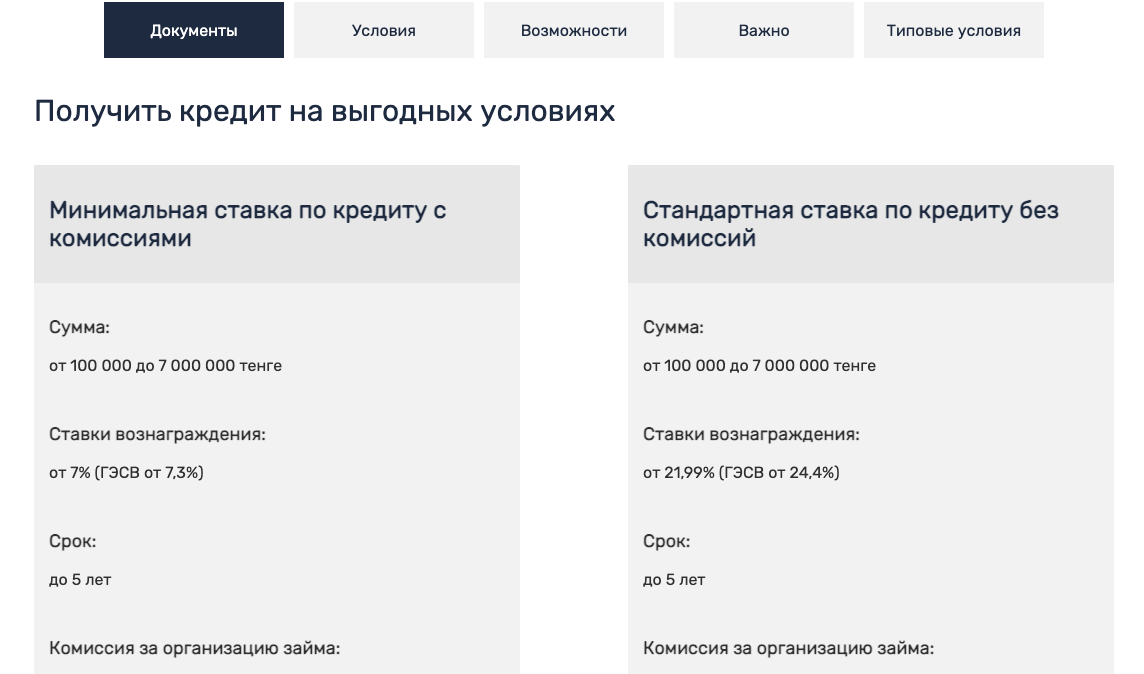 Документы
Условия
Возможности
Важно
Типовые условия
Получить кредит на выгодных условиях
Минимальная ставка по кредиту с
комиссиями
Сумма:
от 100 000 до 7 000 000 тенге
Ставки вознаграждения:
от 7% (ГЭСВ от 7,3%)
Срок:
до 5 лет
Комиссия за организацию займа:
Стандартная ставка по кредиту без
комиссий
Сумма:
от 100 000 до 7 000 000 тенге
Ставки вознаграждения:
от 21,99% (ГЭСВ от 24,4%)
Срок:
до 5 лет
Комиссия за организацию займа: